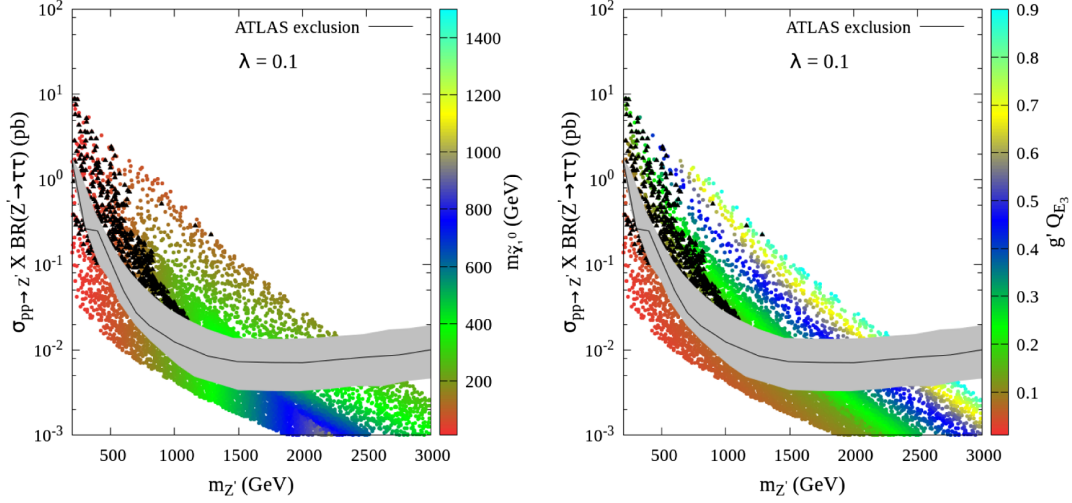 10² 10¹ 10⁰ 10⁻¹ 10⁻² 10⁻³
σpp→ Z' X BR(Z'→ττ) (pb)
ATLAS exclusion
λ = 0.1
500 1000 1500 2000 2500 3000
mZ' (GeV)
1400
1200
1000
800
600
400
200
mχ̃₁⁰ (GeV)
10² 10¹ 10⁰ 10⁻¹ 10⁻² 10⁻³
σpp→ Z' X BR(Z'→ττ) (pb)
ATLAS exclusion
λ = 0.1
500 1000 1500 2000 2500 3000
mZ' (GeV)
0.9
0.8
0.7
0.6
0.5
0.4
0.3
0.2
0.1
g' QE₃